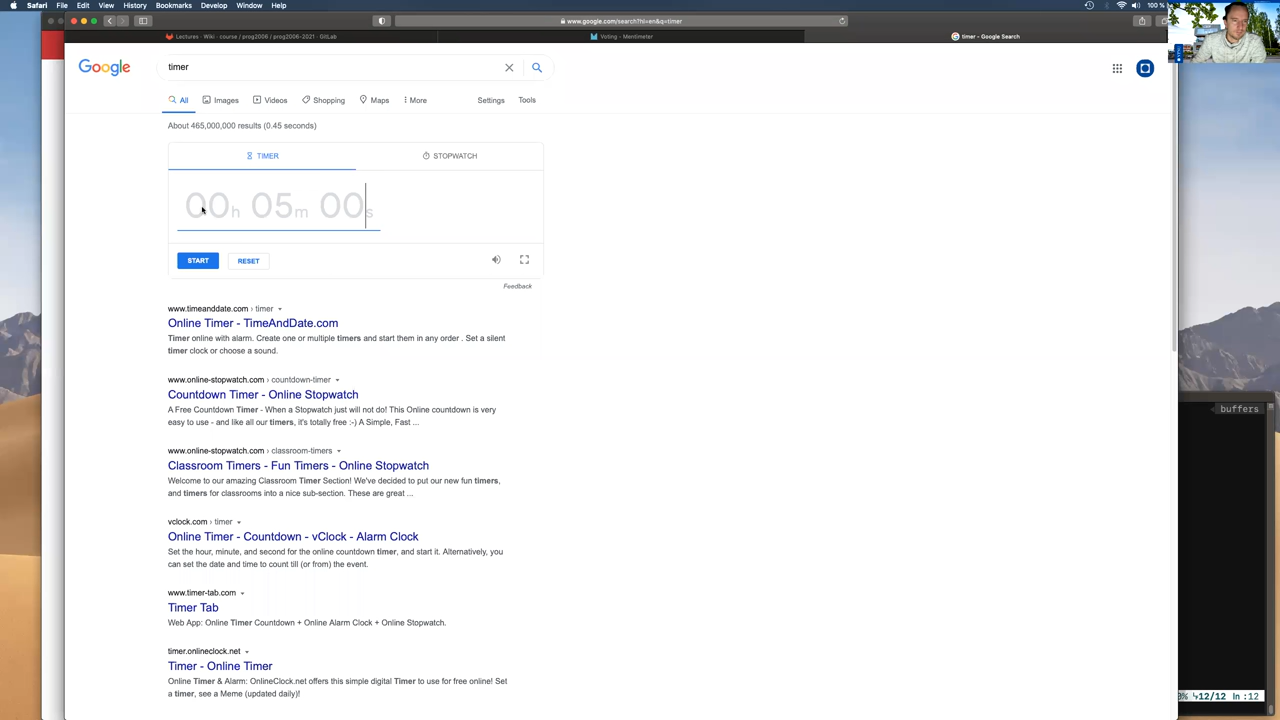 Safari File Edit View History Bookmarks Develop Window Help 100 %
www.google.com/search?hl=en&q=timer
Lectures · Wiki · course / prog2006 / prog2006-2021 · GitLab Voting - Mentimeter timer - Google Search
Google timer
All Images Videos Shopping Maps More Settings Tools
About 465,000,000 results (0.45 seconds)
TIMER STOPWATCH
00h 05m 00s
START RESET
Feedback
www.timeanddate.com › timer
Online Timer - TimeAndDate.com
Timer online with alarm. Create one or multiple timers and start them in any order . Set a silent
timer clock or choose a sound.
www.online-stopwatch.com › countdown-timer
Countdown Timer - Online Stopwatch
A Free Countdown Timer - When a Stopwatch just will not do! This Online countdown is very
easy to use - and like all our timers, it's totally free :-) A Simple, Fast ...
buffers
www.online-stopwatch.com › classroom-timers
Classroom Timers - Fun Timers - Online Stopwatch
Welcome to our amazing Classroom Timer Section! We've decided to put our new fun timers,
and timers for classrooms into a nice sub-section. These are great ...
vclock.com › timer
Online Timer - Countdown - vClock - Alarm Clock
Set the hour, minute, and second for the online countdown timer, and start it. Alternatively, you
can set the date and time to count till (or from) the event.
www.timer-tab.com
Timer Tab
Web App: Online Timer Countdown + Online Alarm Clock + Online Stopwatch.
timer.onlineclock.net
Timer - Online Timer
Online Timer & Alarm: OnlineClock.net offers this simple digital Timer to use for free online! Set
a timer, see a Meme (updated daily)!
12/12 ln :12